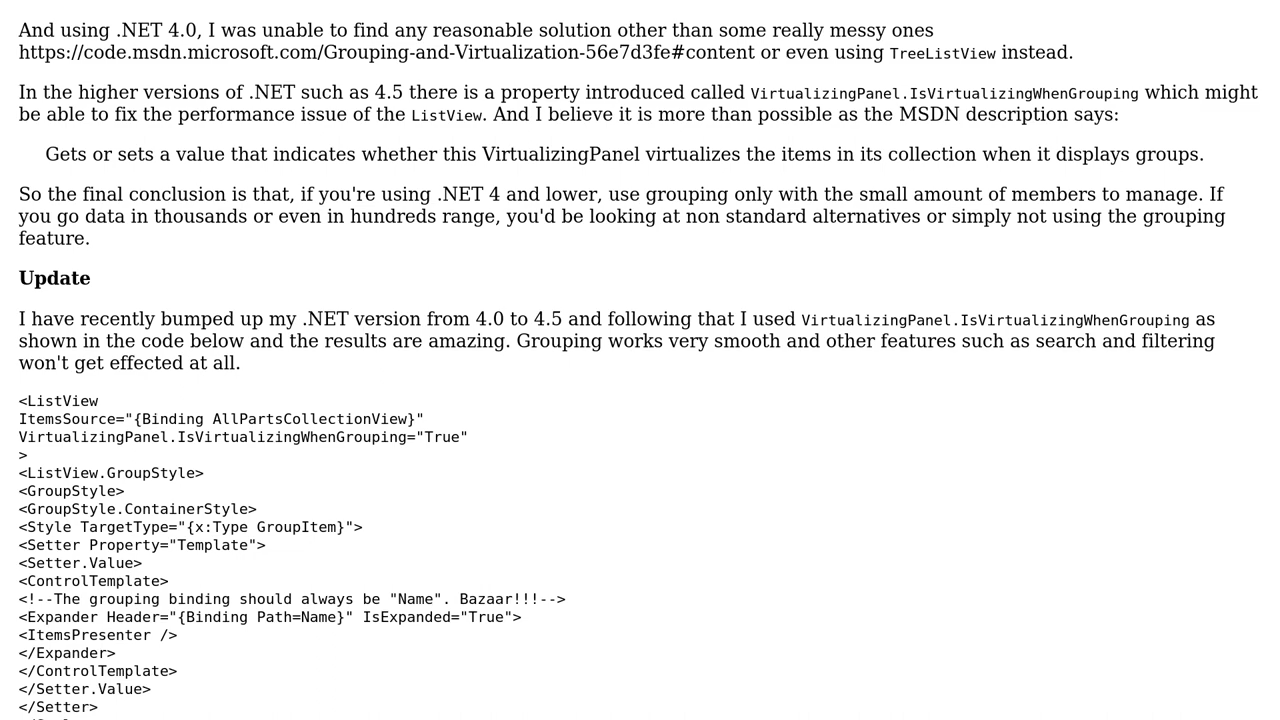 And using .NET 4.0, I was unable to find any reasonable solution other than some really messy ones
https://code.msdn.microsoft.com/Grouping-and-Virtualization-56e7d3fe#content or even using TreeListView instead.
In the higher versions of .NET such as 4.5 there is a property introduced called VirtualizingPanel.IsVirtualizingWhenGrouping which might
be able to fix the performance issue of the ListView. And I believe it is more than possible as the MSDN description says:
Gets or sets a value that indicates whether this VirtualizingPanel virtualizes the items in its collection when it displays groups.
So the final conclusion is that, if you're using .NET 4 and lower, use grouping only with the small amount of members to manage. If
you go data in thousands or even in hundreds range, you'd be looking at non standard alternatives or simply not using the grouping
feature.
Update
I have recently bumped up my .NET version from 4.0 to 4.5 and following that I used VirtualizingPanel.IsVirtualizingWhenGrouping as
shown in the code below and the results are amazing. Grouping works very smooth and other features such as search and filtering
won't get effected at all.
<ListView
ItemsSource="{Binding AllPartsCollectionView}"
VirtualizingPanel.IsVirtualizingWhenGrouping="True"
>
<ListView.GroupStyle>
<GroupStyle>
<GroupStyle.ContainerStyle>
<Style TargetType="{x:Type GroupItem}">
<Setter Property="Template">
<Setter.Value>
<ControlTemplate>
<!--The grouping binding should always be "Name". Bazaar!!!-->
<Expander Header="{Binding Path=Name}" IsExpanded="True">
<ItemsPresenter />
</Expander>
</ControlTemplate>
</Setter.Value>
</Setter>